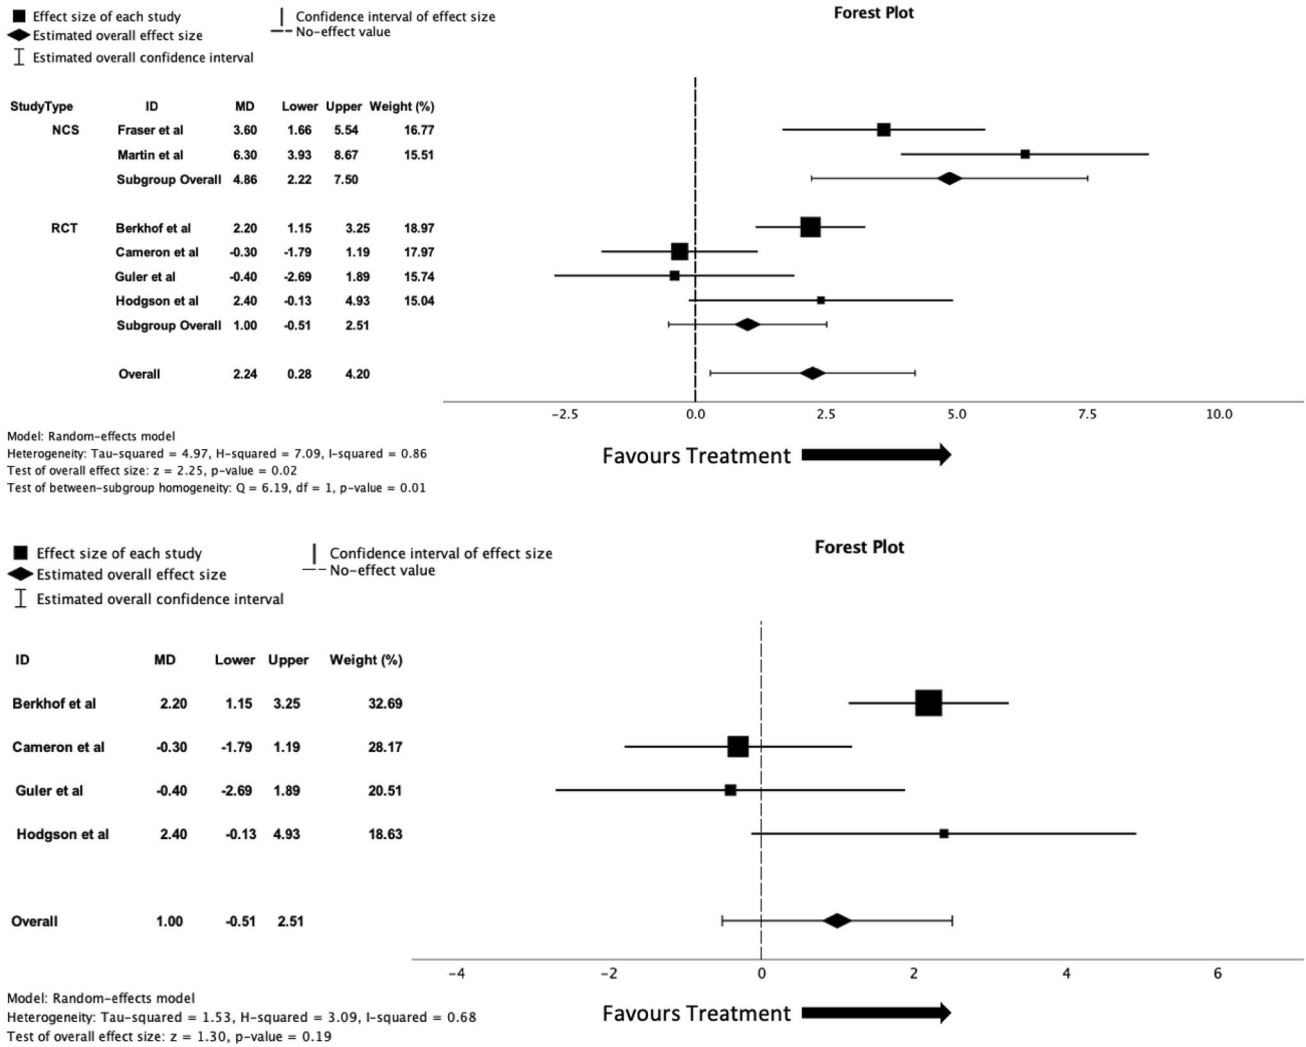 Effect size of each study
Estimated overall effect size
Estimated overall confidence interval
Confidence interval of effect size
No-effect value
Forest Plot
StudyType ID MD Lower Upper Weight (%)
NCS Fraser et al 3.60 1.66 5.54 16.77
Martin et al 6.30 3.93 8.67 15.51
Subgroup Overall 4.86 2.22 7.50
RCT Berkhof et al 2.20 1.15 3.25 18.97
Cameron et al -0.30 -1.79 1.19 17.97
Guler et al -0.40 -2.69 1.89 15.74
Hodgson et al 2.40 -0.13 4.93 15.04
Subgroup Overall 1.00 -0.51 2.51
Overall 2.24 0.28 4.20
-2.5 0.0 2.5 5.0 7.5 10.0
Favours Treatment
Model: Random-effects model
Heterogeneity: Tau-squared = 4.97, H-squared = 7.09, I-squared = 0.86
Test of overall effect size: z = 2.25, p-value = 0.02
Test of between-subgroup homogeneity: Q = 6.19, df = 1, p-value = 0.01
Effect size of each study
Estimated overall effect size
Estimated overall confidence interval
Confidence interval of effect size
No-effect value
Forest Plot
ID MD Lower Upper Weight (%)
Berkhof et al 2.20 1.15 3.25 32.69
Cameron et al -0.30 -1.79 1.19 28.17
Guler et al -0.40 -2.69 1.89 20.51
Hodgson et al 2.40 -0.13 4.93 18.63
Overall 1.00 -0.51 2.51
-4 -2 0 2 4 6
Favours Treatment
Model: Random-effects model
Heterogeneity: Tau-squared = 1.53, H-squared = 3.09, I-squared = 0.68
Test of overall effect size: z = 1.30, p-value = 0.19